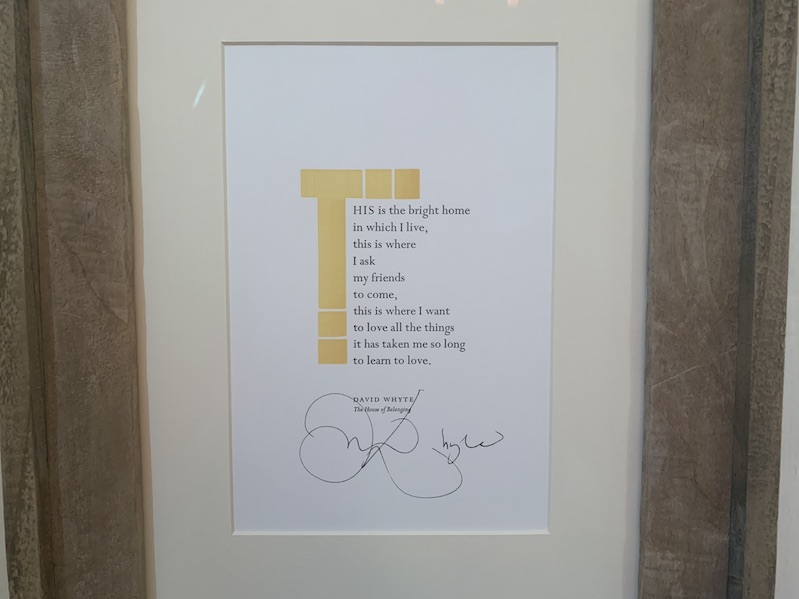 THIS is the bright home
in which I live,
this is where
I ask
my friends
to come,
this is where I want
to love all the things
it has taken me so long
to learn to love.
DAVID WHYTE
The House of Belonging